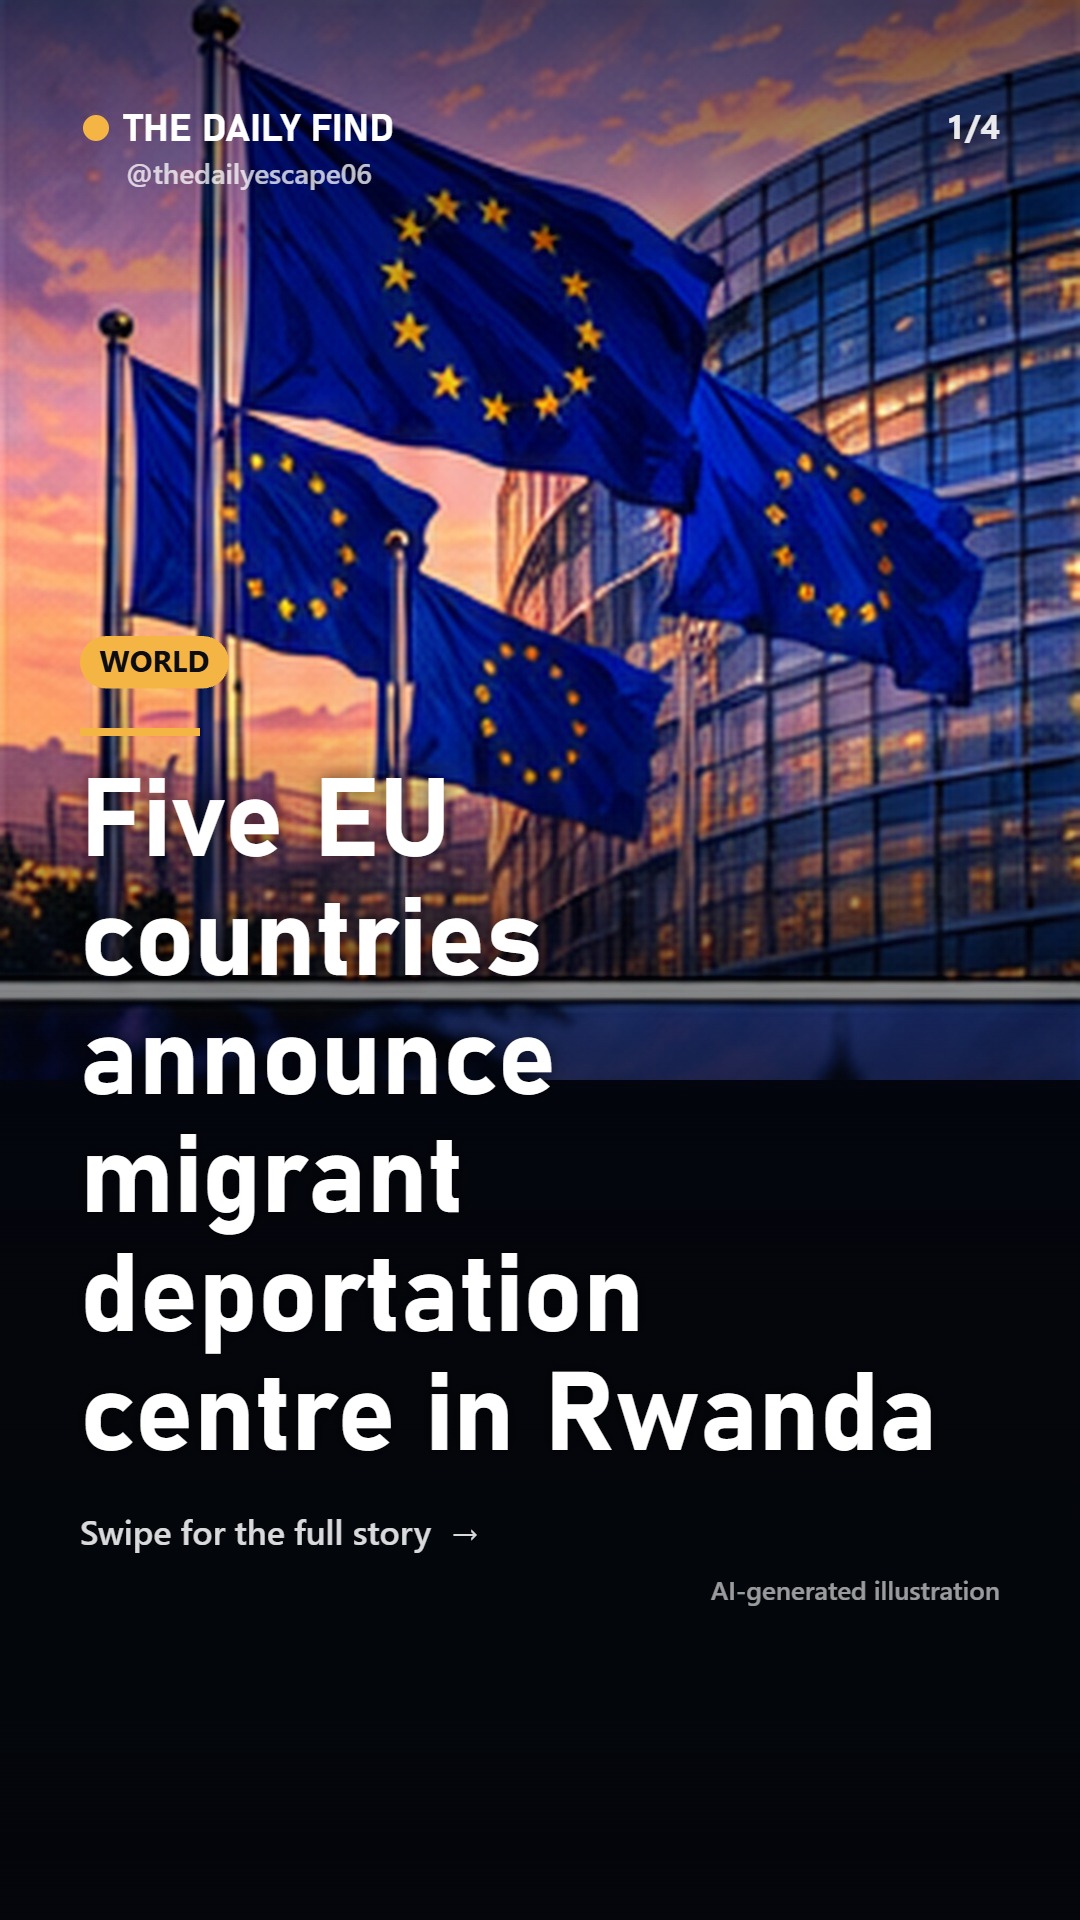 THE DAILY FIND
1/4
@thedailyescape06
WORLD
Five EU
countries
announce
migrant
deportation
centre in Rwanda
Swipe for the full story →
AI-generated illustration